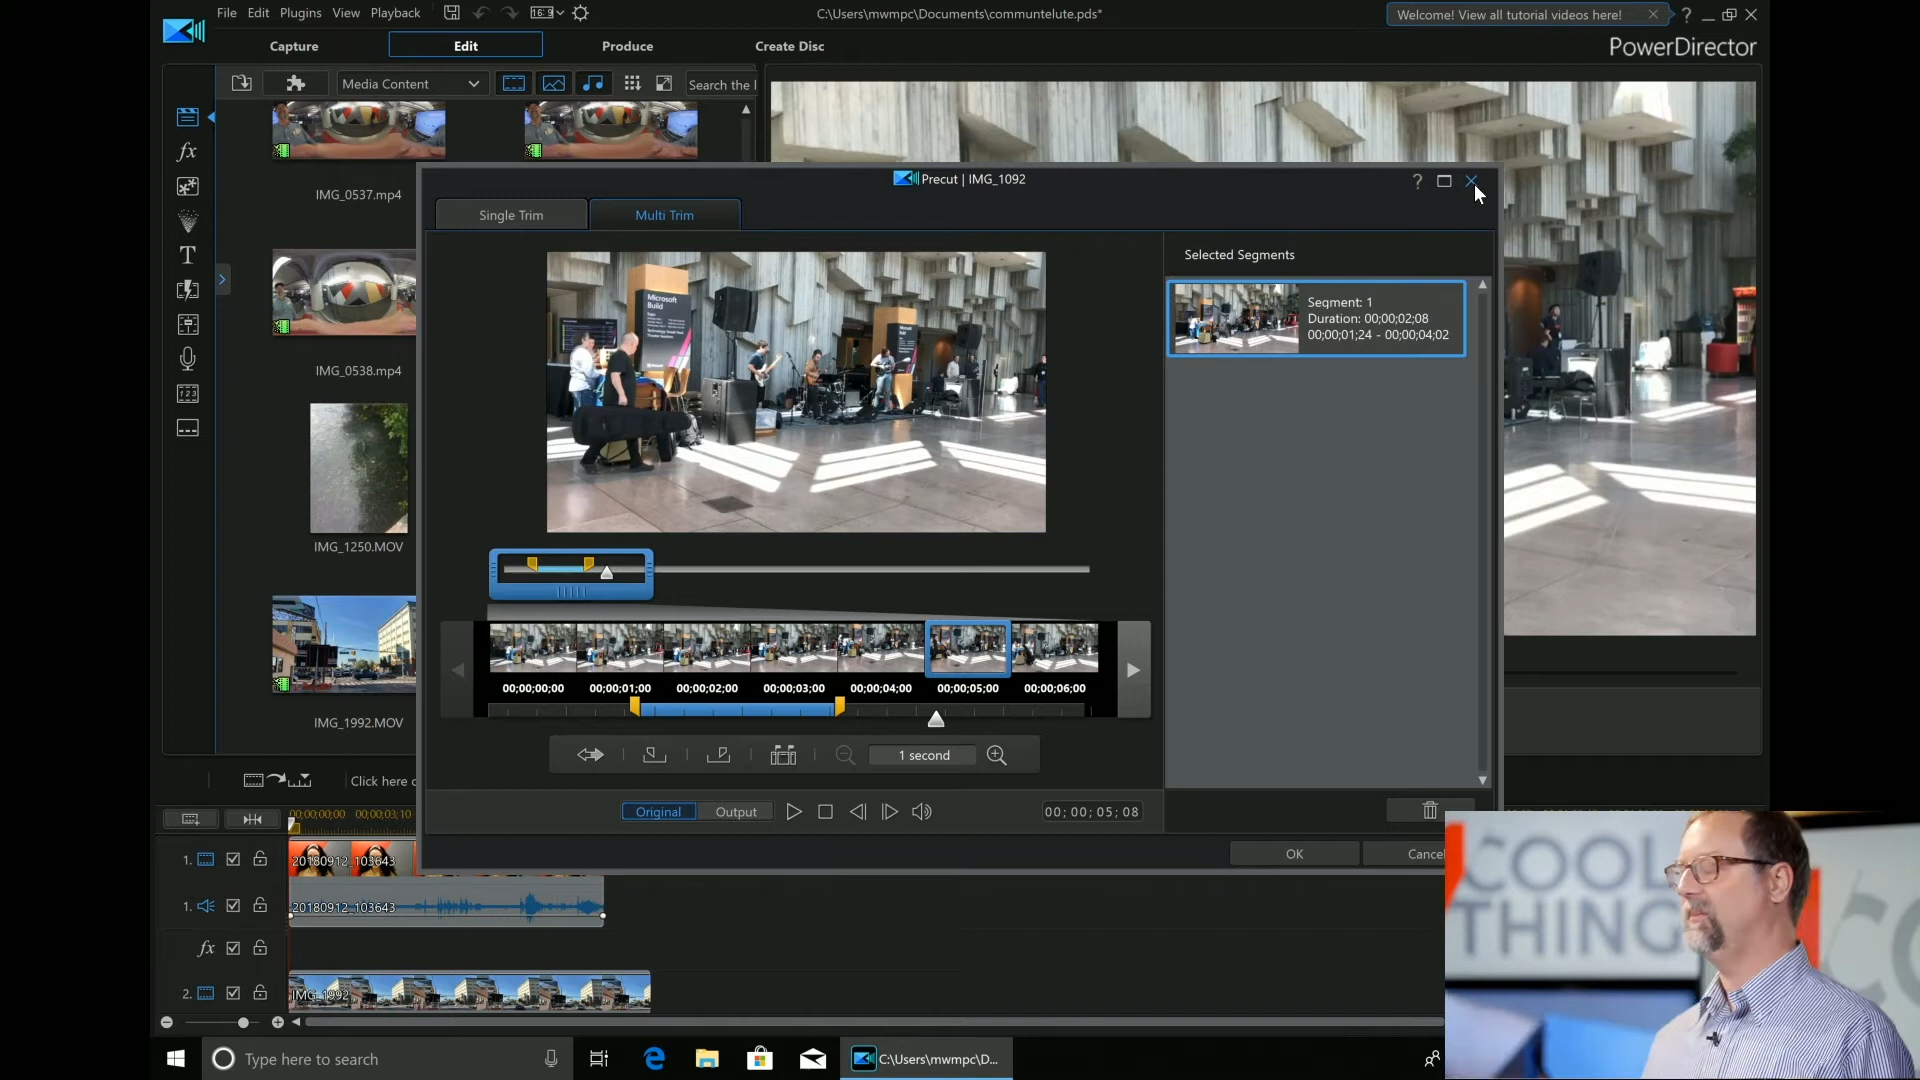 File Edit Plugins View Playback
16:9
C:\Users\mwmpc\Documents\communtelute.pds*
Welcome! View all tutorial videos here!
?
Capture
Edit
Produce
Create Disc
PowerDirector
Media Content
Search the
fx
T
123
IMG_0537.mp4
IMG_0538.mp4
IMG_1250.MOV
IMG_1992.MOV
Precut | IMG_1092
?
Single Trim
Multi Trim
Microsoft
Build
Selected Segments
Segment: 1
Duration: 00;00;02;08
00;00;01;24 - 00;00;04;02
00;00;00;00 00;00;01;00 00;00;02;00 00;00;03;00 00;00;04;00 00;00;05;00 00;00;06;00
1 second
Original
Output
00; 00; 05; 08
OK
Cancel
Click here
00;00;00;00 00;00;03;10
1. 20180912_103643
1. 20180912_103643
fx
2. IMG_1992
COOL
THING
Type here to search
C:\Users\mwmpc\D...